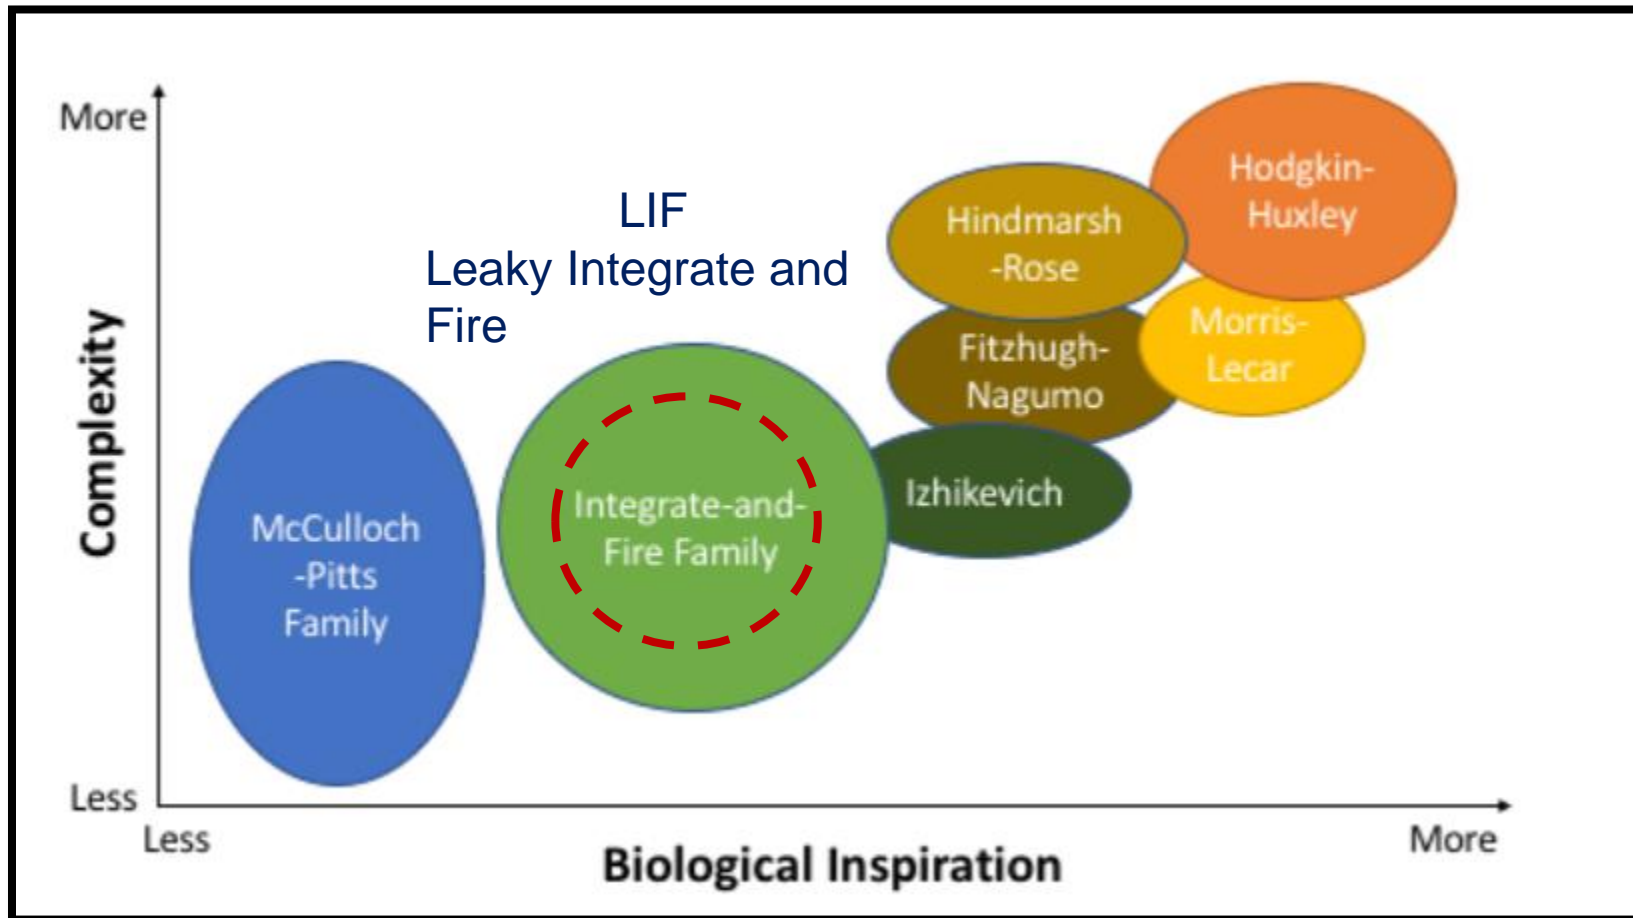 More
LIF
Leaky Integrate and
Fire
Hodgkin-
Huxley
Hindmarsh
-Rose
Morris-
Lecar
Fitzhugh-
Nagumo
Izhikevich
Integrate-and-
Fire Family
McCulloch
-Pitts
Family
Complexity
Less
Less
More
Biological Inspiration